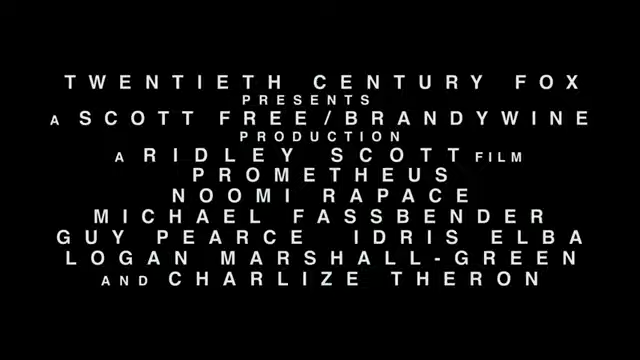 TWENTIETH CENTURY FOX
PRESENTS
A SCOTT FREE/BRANDYWINE
PRODUCTION
A RIDLEY SCOTT FILM
PROMETHEUS
NOOMI RAPACE
MICHAEL FASSBENDER
GUY PEARCE IDRIS ELBA
LOGAN MARSHALL-GREEN
AND CHARLIZE THERON